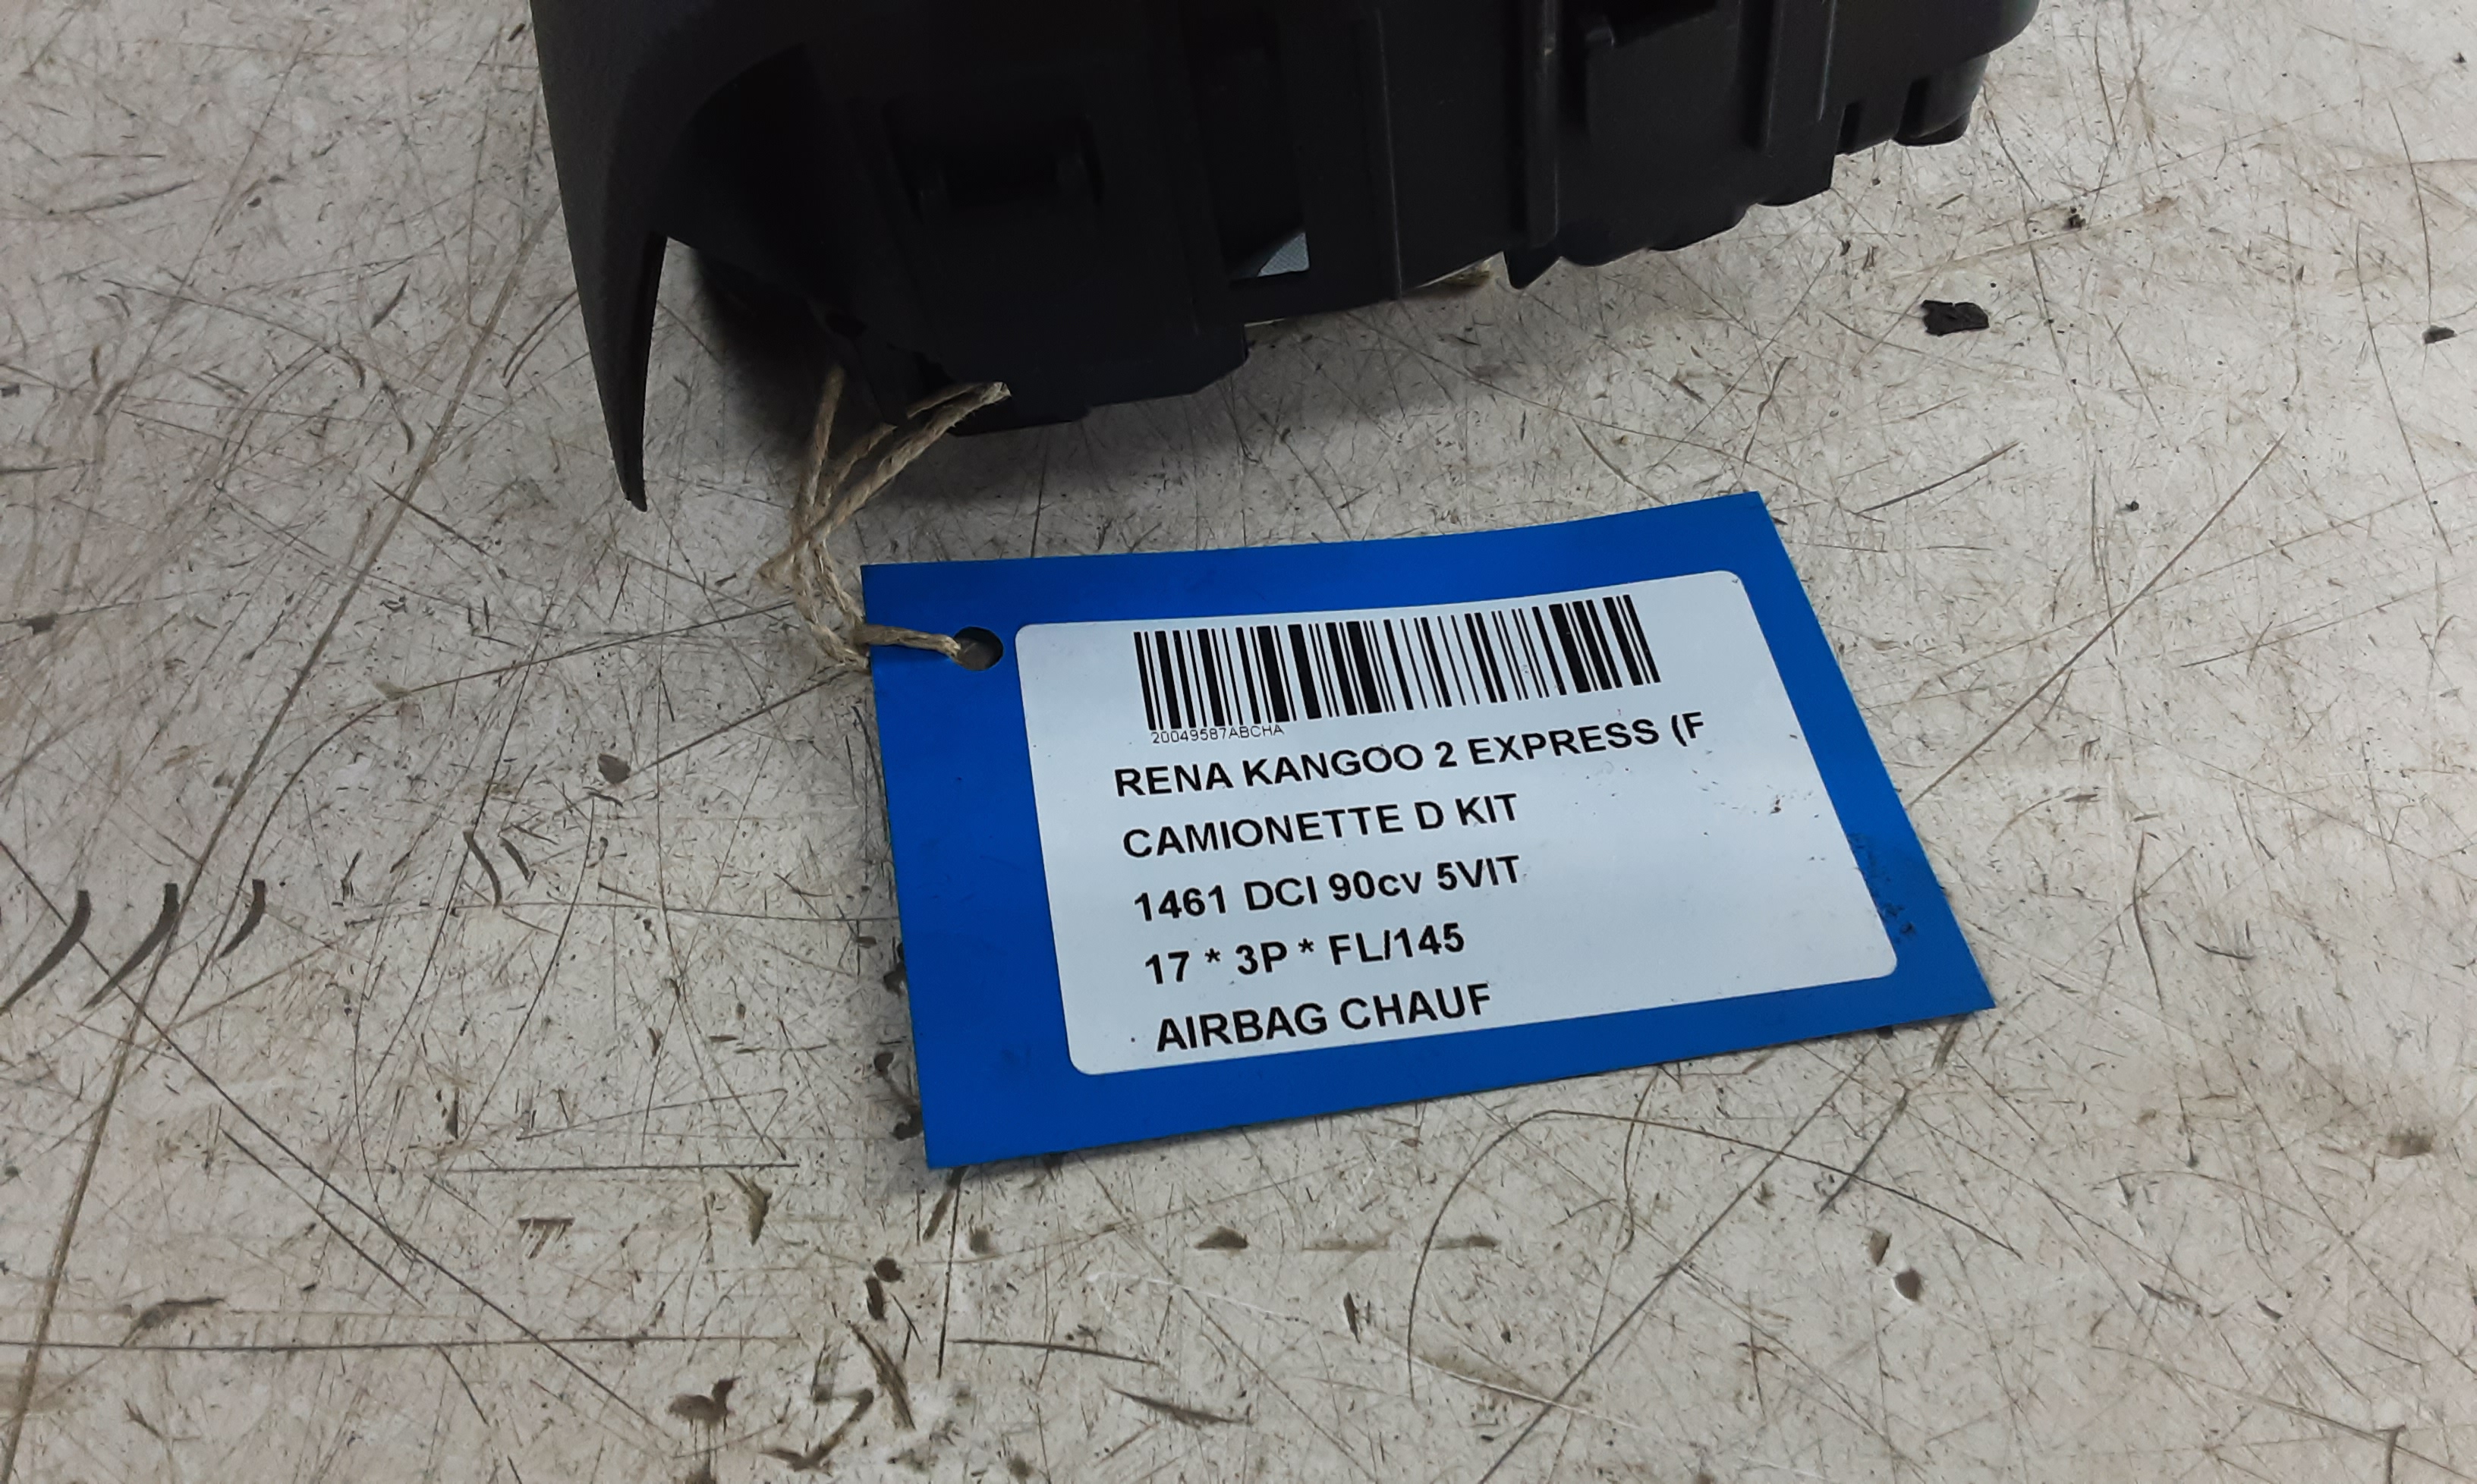 20049587ABCHA
RENA KANGOO 2 EXPRESS (F
CAMIONETTE D KIT
1461 DCI 90cv 5VIT
17 * 3P * FL/145
AIRBAG CHAUF